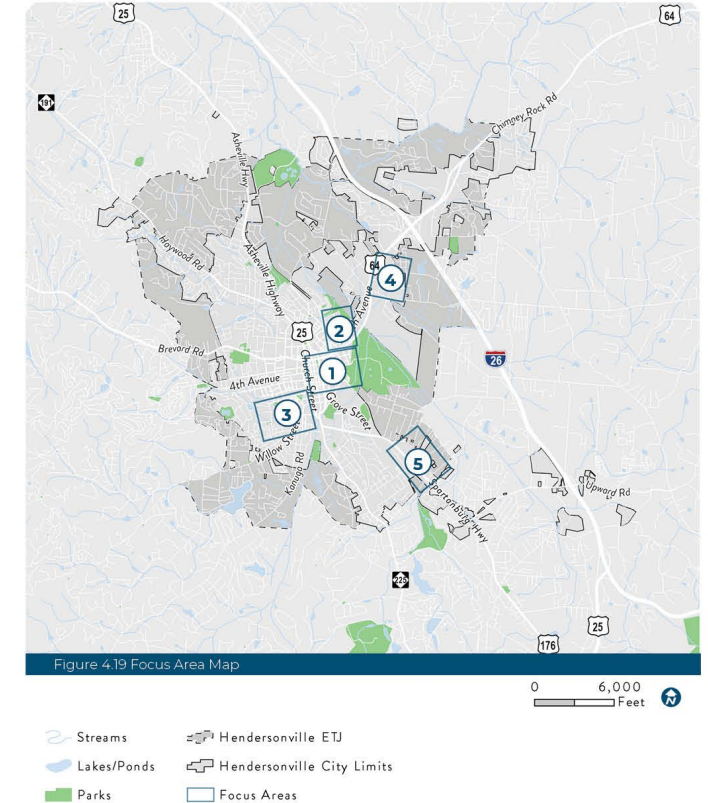 25
64
191
Chimney Rock Rd
Asheville Hwy
Haywood Rd
Asheville Highway
64
4
25
2
Brevard Rd
26
4th Avenue
Church Street
1
3
Grove Street
Willow Street
Kanuga Rd
5
Spartanburg Hwy
Upward Rd
225
25
176
Figure 4.19 Focus Area Map
0 6,000
Feet
N
Streams
Hendersonville ETJ
Lakes/Ponds
Hendersonville City Limits
Parks
Focus Areas